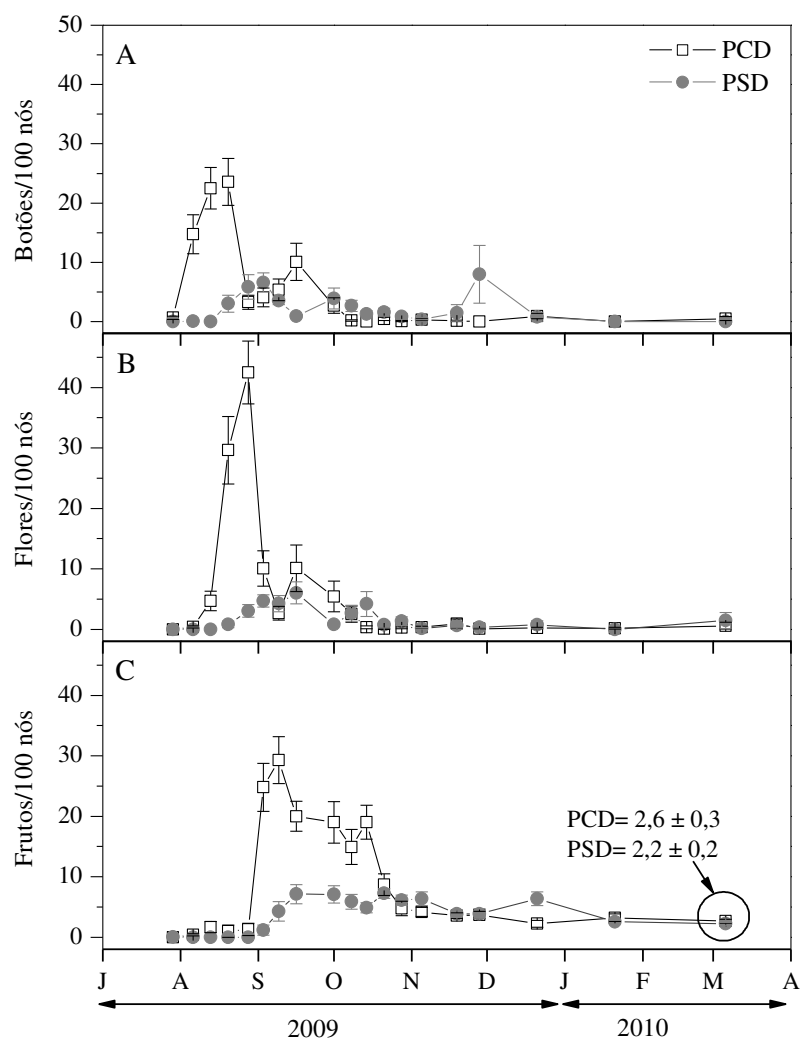 50
A
PCD
PSD
40
30
20
10
0
Botões/100 nós
B
40
30
20
10
0
Flores/100 nós
C
40
30
20
10
0
Frutos/100 nós
PCD= 2,6 ± 0,3
PSD= 2,2 ± 0,2
J A S O N D J F M A
2009 2010